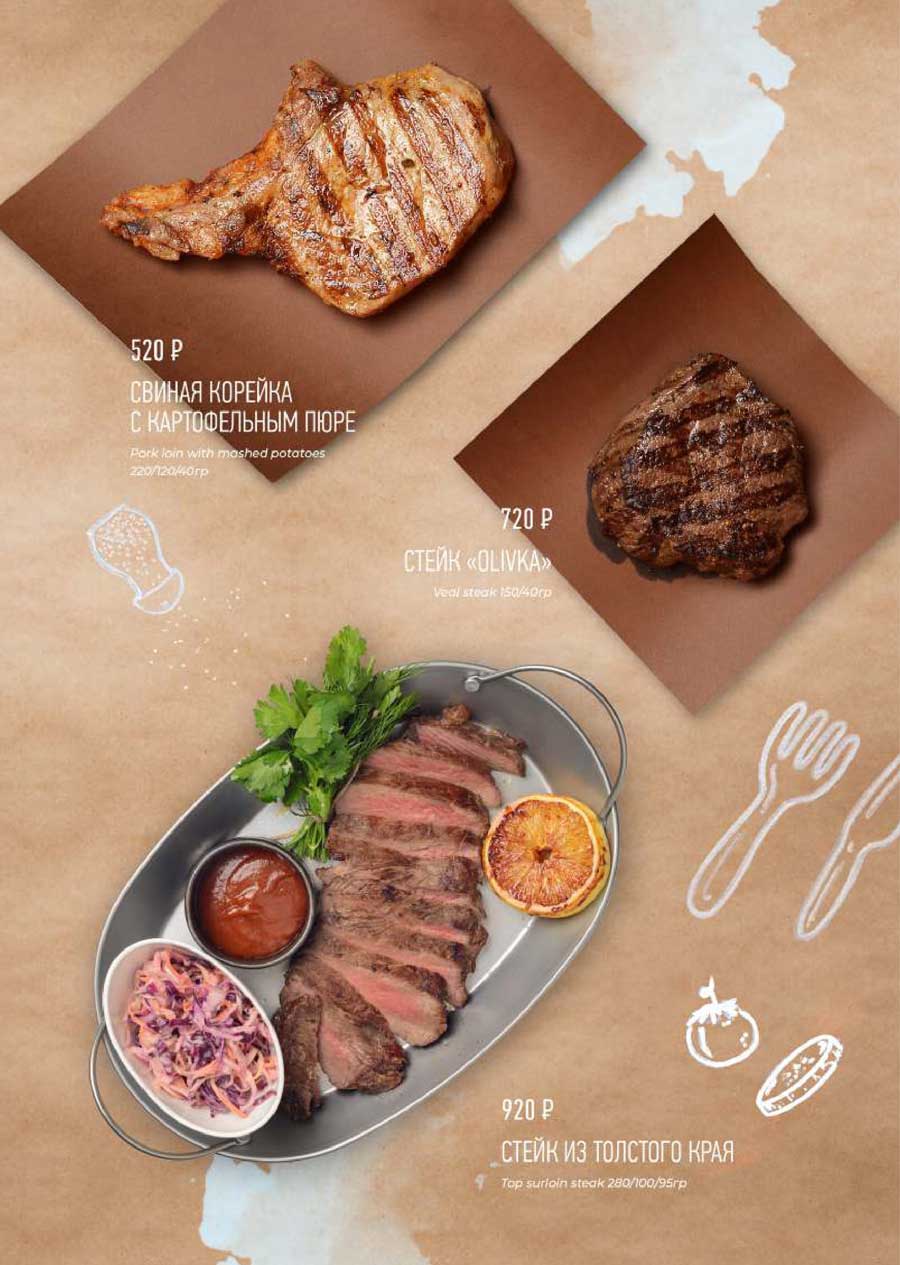 520 ₽
СВИНАЯ КОРЕЙКА
С КАРТОФЕЛЬНЫМ ПЮРЕ
Pork loin with mashed potatoes
220/120/40гр
720 ₽
СТЕЙК «OLIVKA»
Veal steak 150/40гр
920 ₽
СТЕЙК ИЗ ТОЛСТОГО КРАЯ
Top surloin steak 280/100/95гр